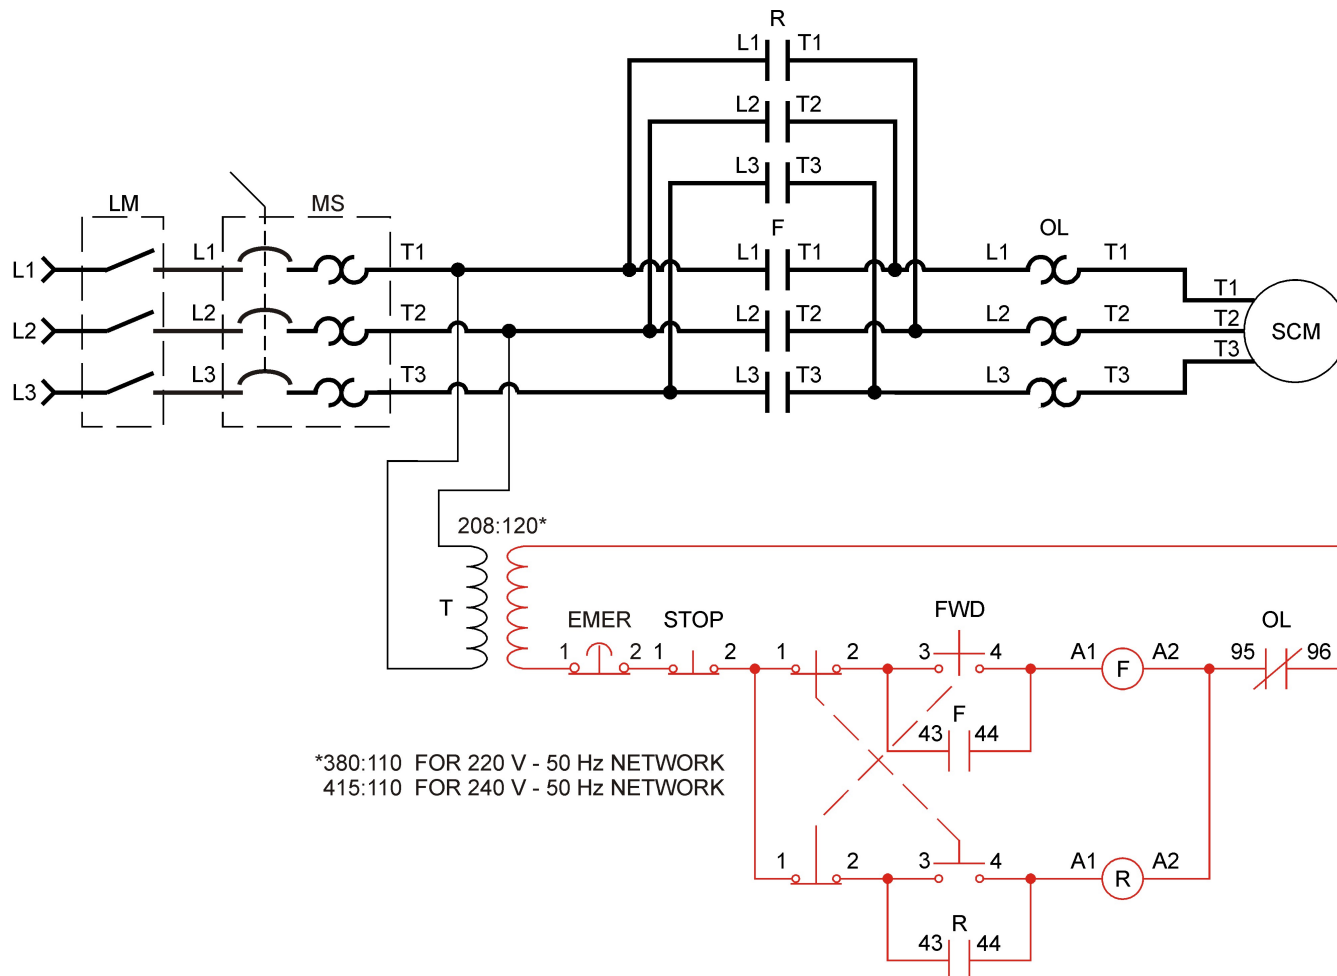 R
L1 T1
L2 T2
L3 T3
LM MS F OL
L1 L1 T1 L1 T1 L1 T1 T1
L2 L2 T2 L2 T2 L2 T2 T2 SCM
L3 L3 T3 L3 T3 L3 T3 T3
208:120*
T
EMER STOP FWD OL
1 2 1 2 1 2 3 4 A1 F A2 95 96
F
43 44
*380:110 FOR 220 V - 50 Hz NETWORK
415:110 FOR 240 V - 50 Hz NETWORK
1 2 3 4 A1 R A2
R
43 44